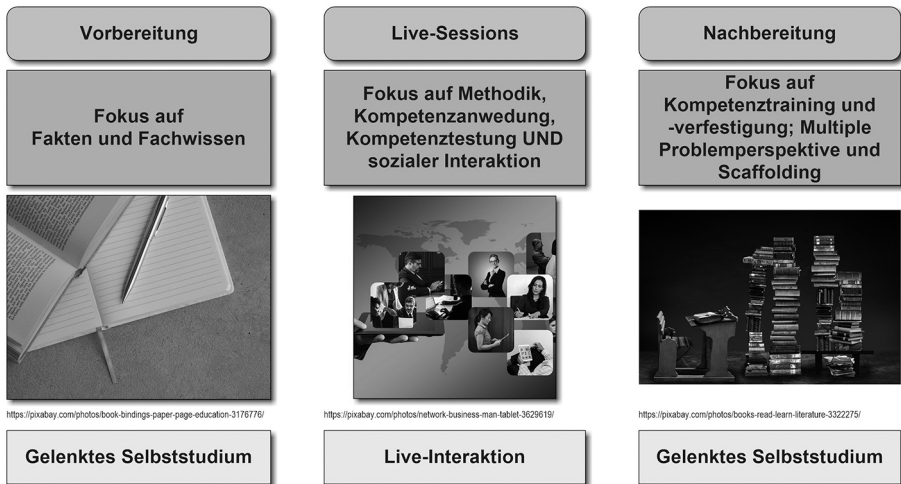 Vorbereitung
Fokus auf
Fakten und Fachwissen
https://pixabay.com/photos/book-bindings-paper-page-education-3176776/
Gelenktes Selbststudium
Live-Sessions
Fokus auf Methodik,
Kompetenzanwedung,
Kompetenztestung UND
sozialer Interaktion
https://pixabay.com/photos/network-business-man-tablet-3629619/
Live-Interaktion
Nachbereitung
Fokus auf
Kompetenztraining und
-verfestigung; Multiple
Problemperspektive und
Scaffolding
https://pixabay.com/photos/books-read-learn-literature-3322275/
Gelenktes Selbststudium